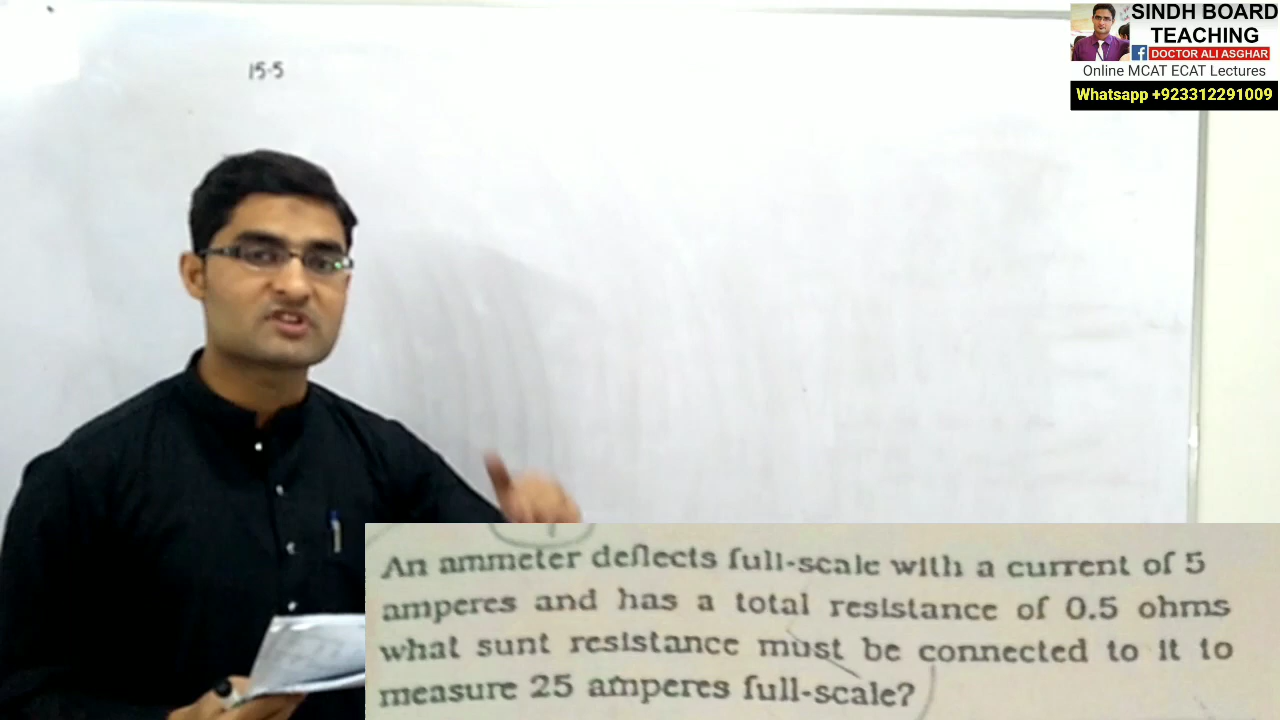 15.5
SINDH BOARD
TEACHING
f DOCTOR ALI ASGHAR
Online MCAT ECAT Lectures
Whatsapp +923312291009
An ammeter deflects full-scale with a current of 5
amperes and has a total resistance of 0.5 ohms
what sunt resistance must be connected to it to
measure 25 amperes full-scale?